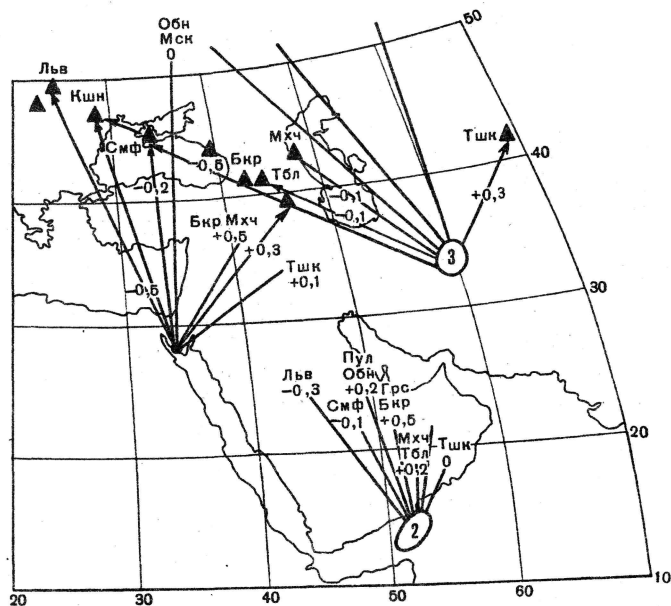 Обн
Мск
0
50
Льв
Кшн
Смф
-0,2
-0,5
Бкр
Тбл
Мхч
-0,1
-0,1
Тшк
+0,3
40
Бкр Мхч
+0,5
+0,3
Тшк
+0,1
-0,5
3
30
Пул
Обн
+0,2
Грс
Льв
-0,3
Смф
-0,1
Бкр
+0,5
Мхч
Тбл
+0,2
Тшк
0
20
2
10
20
30
40
50
60